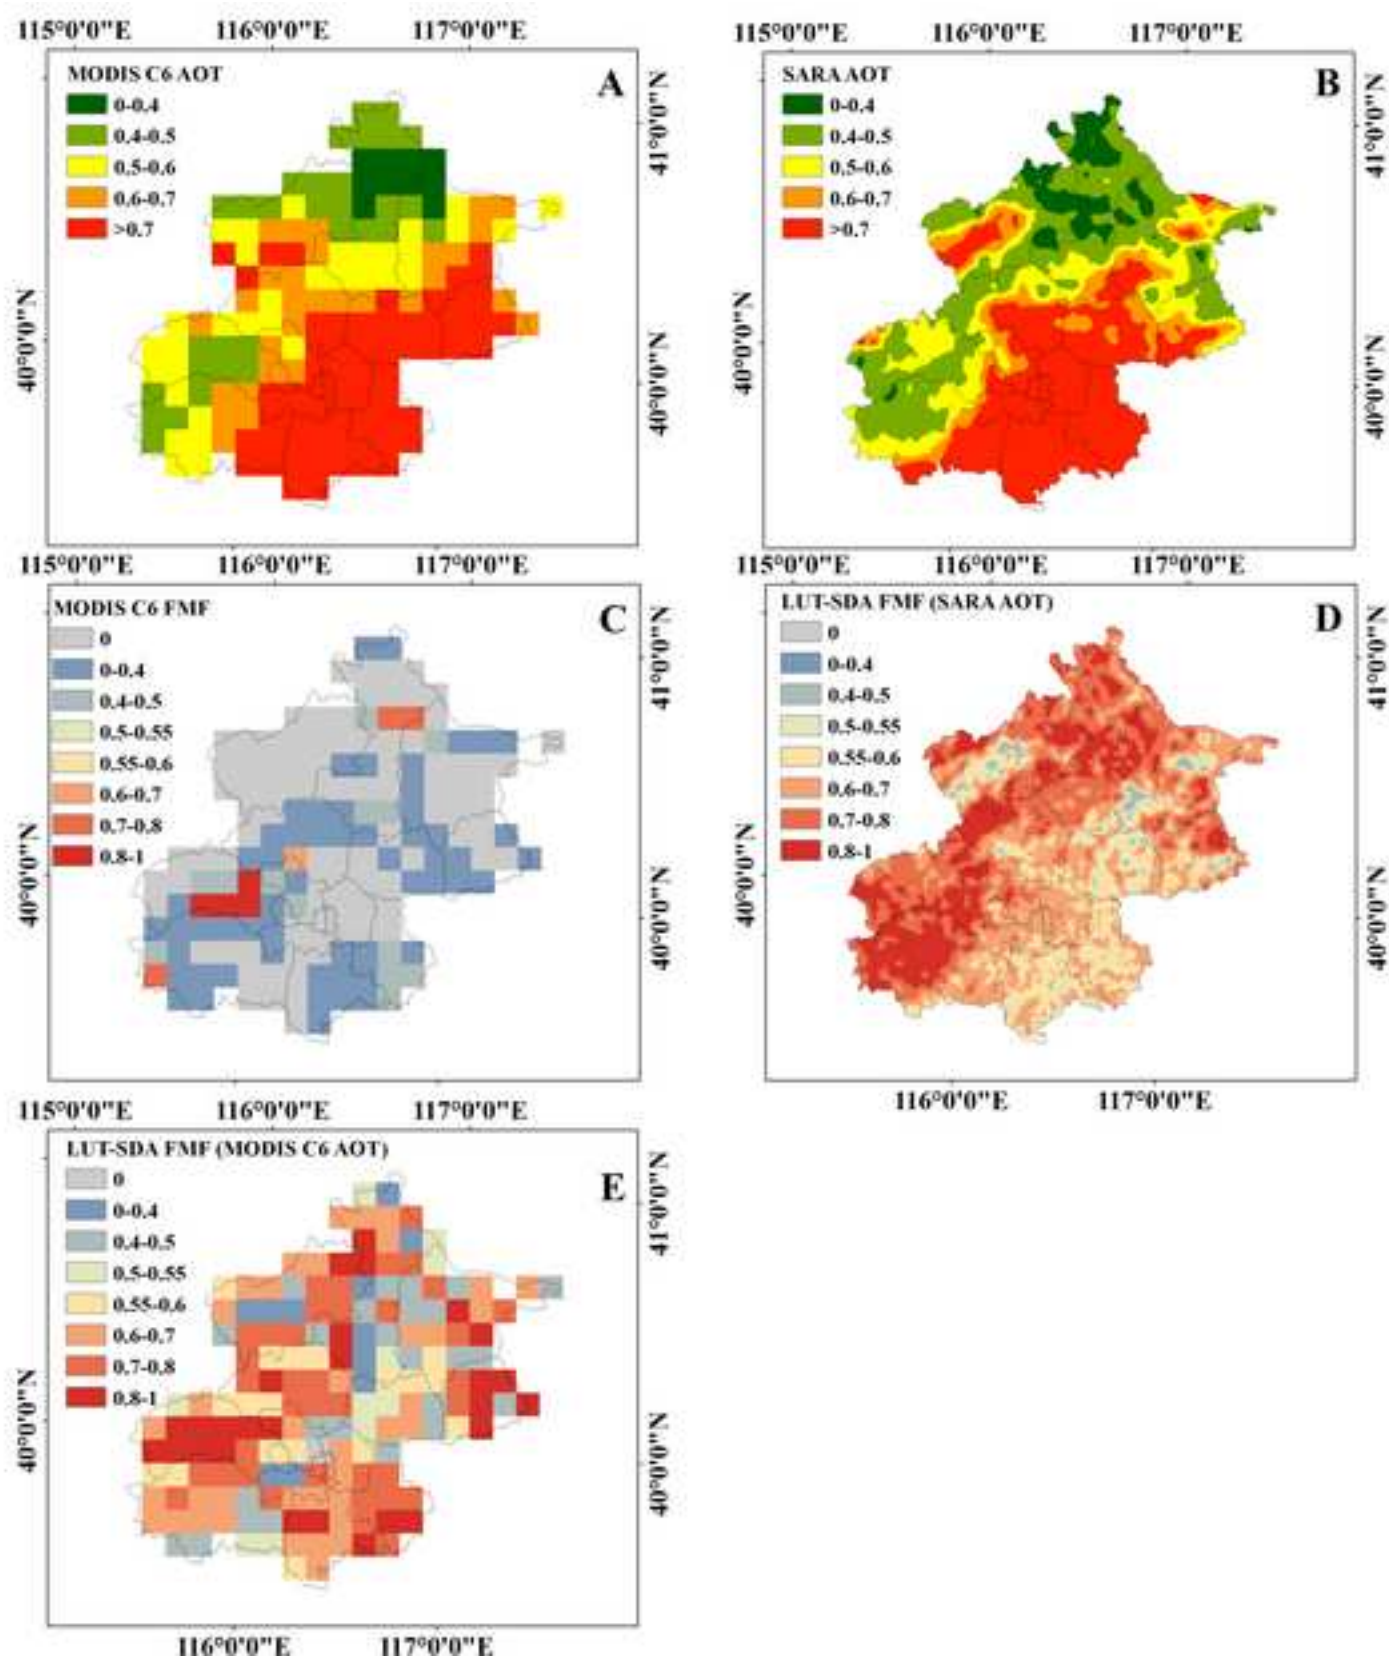 115°0'0"E 116°0'0"E 117°0'0"E
MODIS C6 AOT
A
0-0.4
0.4-0.5
0.5-0.6
0.6-0.7
>0.7
41°0'0"N
40°0'0"N
40°0'0"N
115°0'0"E 116°0'0"E 117°0'0"E
SARA AOT
B
0-0.4
0.4-0.5
0.5-0.6
0.6-0.7
>0.7
41°0'0"N
40°0'0"N
40°0'0"N
115°0'0"E 116°0'0"E 117°0'0"E
MODIS C6 FMF
C
0
0-0.4
0.4-0.5
0.5-0.55
0.55-0.6
0.6-0.7
0.7-0.8
0.8-1
41°0'0"N
40°0'0"N
40°0'0"N
115°0'0"E 116°0'0"E 117°0'0"E
LUT-SDA FMF (SARA AOT)
D
0
0-0.4
0.4-0.5
0.5-0.55
0.55-0.6
0.6-0.7
0.7-0.8
0.8-1
41°0'0"N
40°0'0"N
40°0'0"N
116°0'0"E 117°0'0"E
115°0'0"E 116°0'0"E 117°0'0"E
LUT-SDA FMF (MODIS C6 AOT)
E
0
0-0.4
0.4-0.5
0.5-0.55
0.55-0.6
0.6-0.7
0.7-0.8
0.8-1
41°0'0"N
40°0'0"N
40°0'0"N
116°0'0"E 117°0'0"E